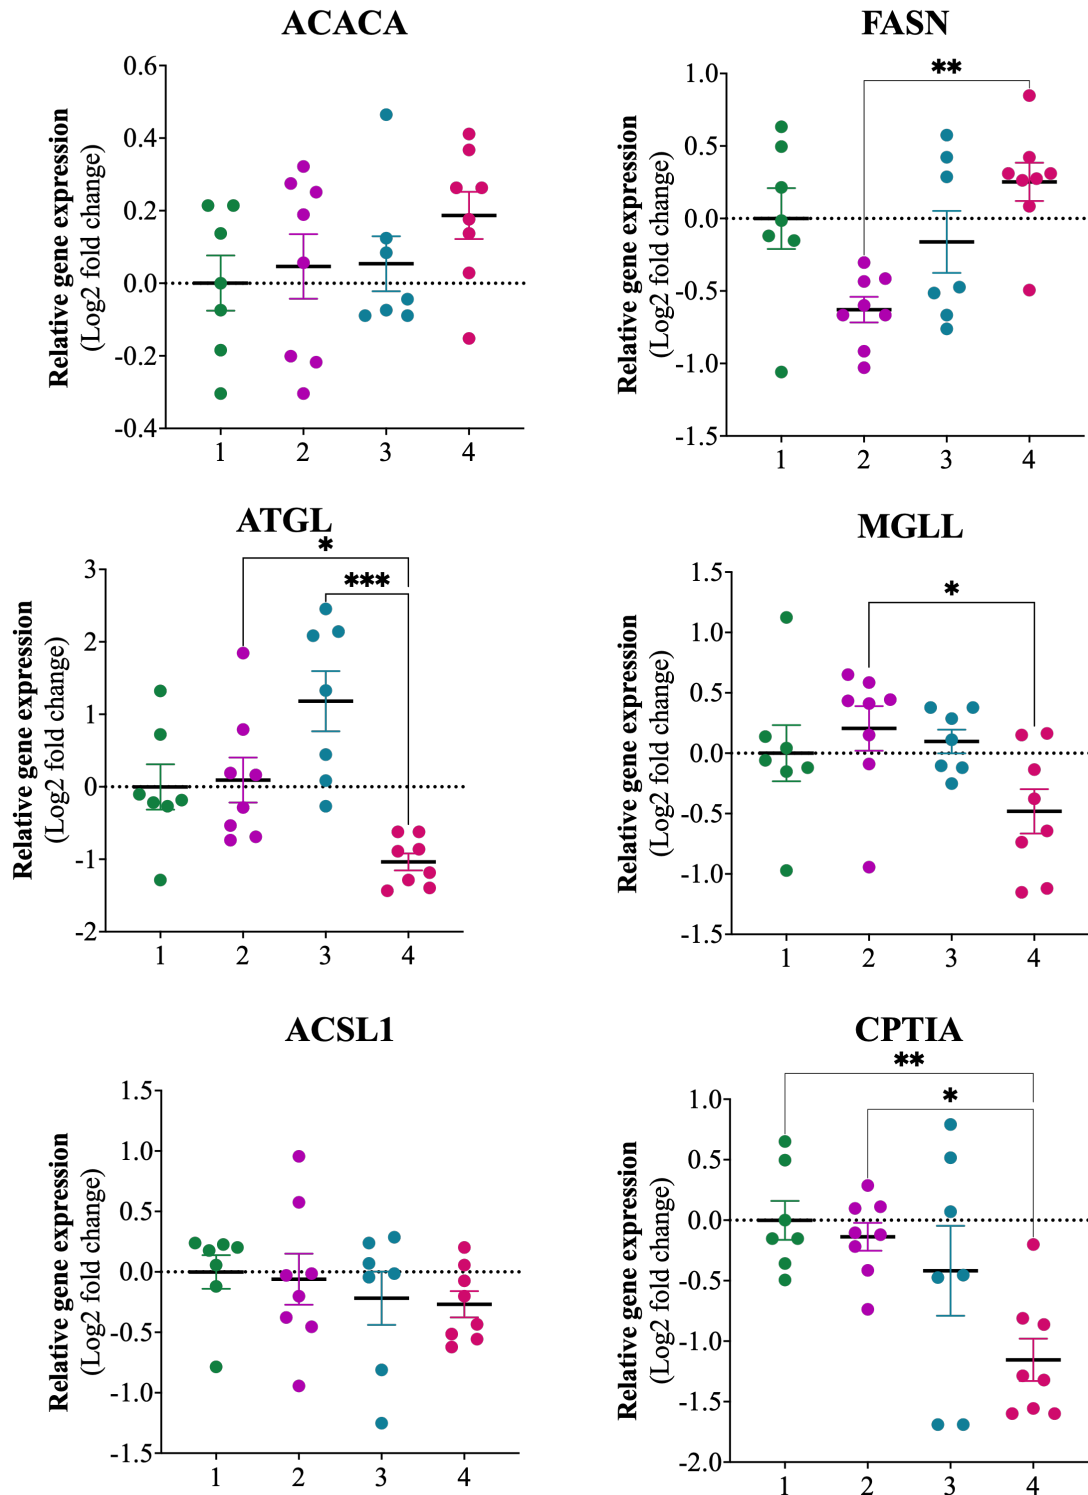 ACACA
Relative gene expression
(Log2 fold change)
0.6
0.4
0.2
0.0
-0.2
-0.4
1 2 3 4
FASN
**
Relative gene expression
(Log2 fold change)
1.0
0.5
0.0
-0.5
-1.0
-1.5
1 2 3 4
ATGL
*
***
Relative gene expression
(Log2 fold change)
3
2
1
0
-1
-2
1 2 3 4
MGLL
*
Relative gene expression
(Log2 fold change)
1.5
1.0
0.5
0.0
-0.5
-1.0
-1.5
1 2 3 4
ACSL1
Relative gene expression
(Log2 fold change)
1.5
1.0
0.5
0.0
-0.5
-1.0
-1.5
1 2 3 4
CPTIA
**
*
Relative gene expression
(Log2 fold change)
1.0
0.5
0.0
-0.5
-1.0
-1.5
-2.0
1 2 3 4